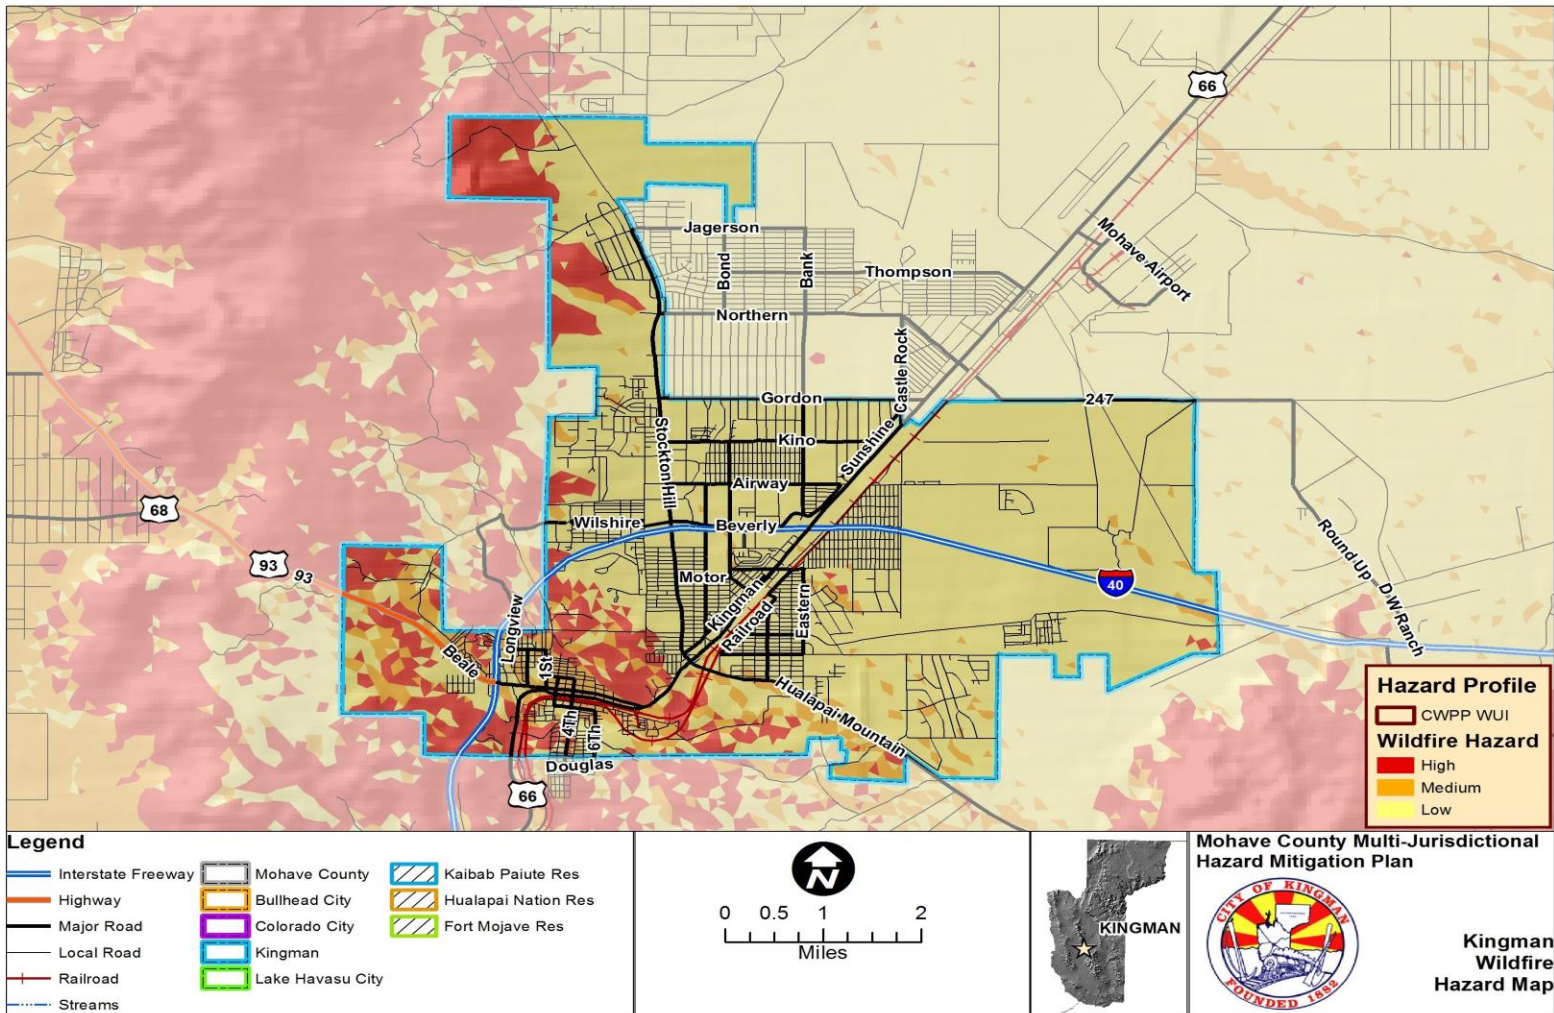 66
Jagerson
Mohave Airport
Bond
Bank
Thompson
Northern
Castle Rock
Gordon
247
Stockton Hill
Kino
Sunshine
Airway
68
Wilshire
Beverly
Round Up
93
93
Motor
40
D W Ranch
Longview
Kingman
Railroad
Eastern
Beale
1St
Hualapai Mountain
4Th
6Th
Douglas
66
Hazard Profile
CWPP WUI
Wildfire Hazard
High
Medium
Low
Legend
Interstate Freeway
Highway
Major Road
Local Road
Railroad
Streams
Mohave County
Bullhead City
Colorado City
Kingman
Lake Havasu City
Kaibab Paiute Res
Hualapai Nation Res
Fort Mojave Res
N
0 0.5 1 2
Miles
KINGMAN
Mohave County Multi-Jurisdictional
Hazard Mitigation Plan
CITY OF KINGMAN
FOUNDED 1882
Kingman
Wildfire
Hazard Map